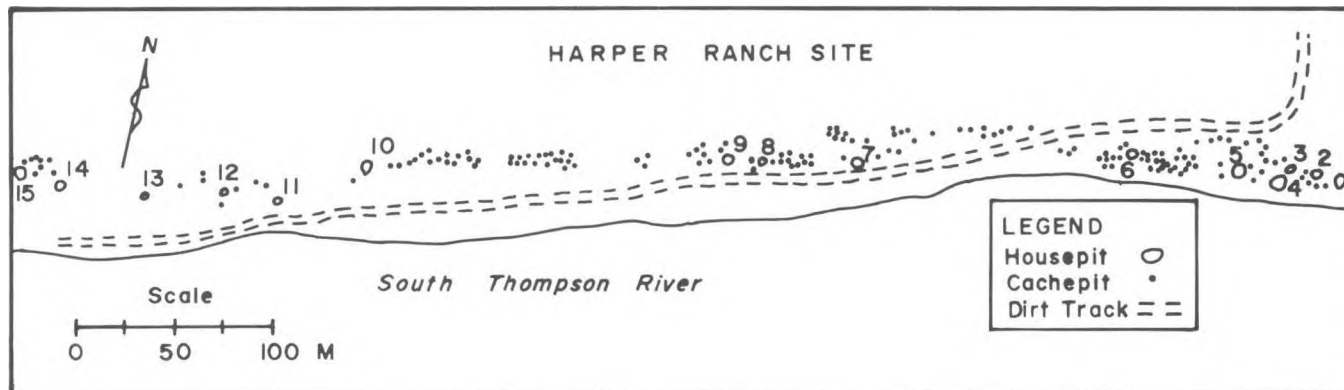 N
HARPER RANCH SITE
10
9 8
7
14
12
5 3 2
15
13
11
6
4
LEGEND
Housepit
Cachepit
Dirt Track
South Thompson River
Scale
0 50 100 M